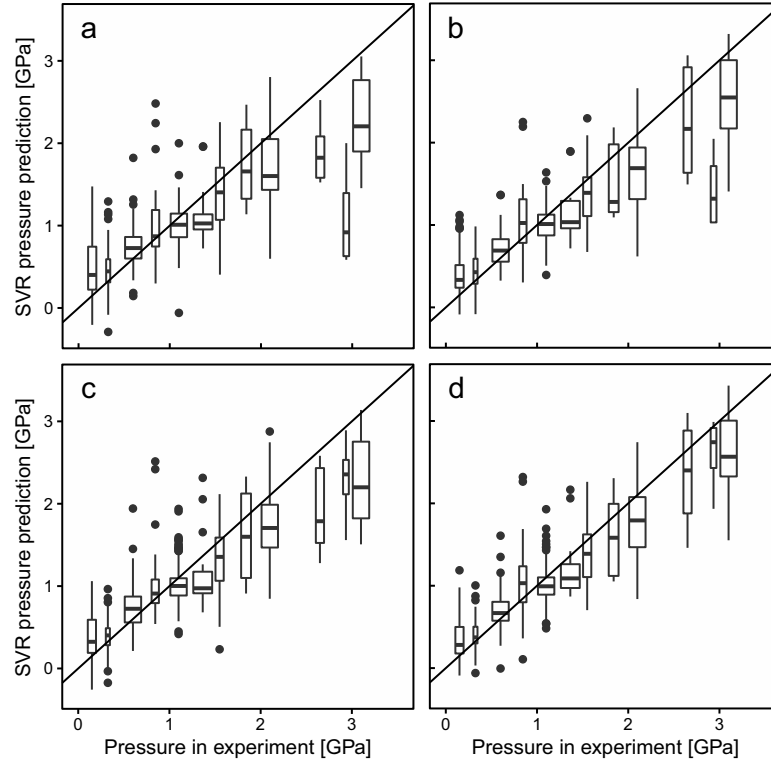 a
b
SVR pressure prediction [GPa]
3
2
1
0
c
d
SVR pressure prediction [GPa]
3
2
1
0
0 1 2 3 0 1 2 3
Pressure in experiment [GPa] Pressure in experiment [GPa]